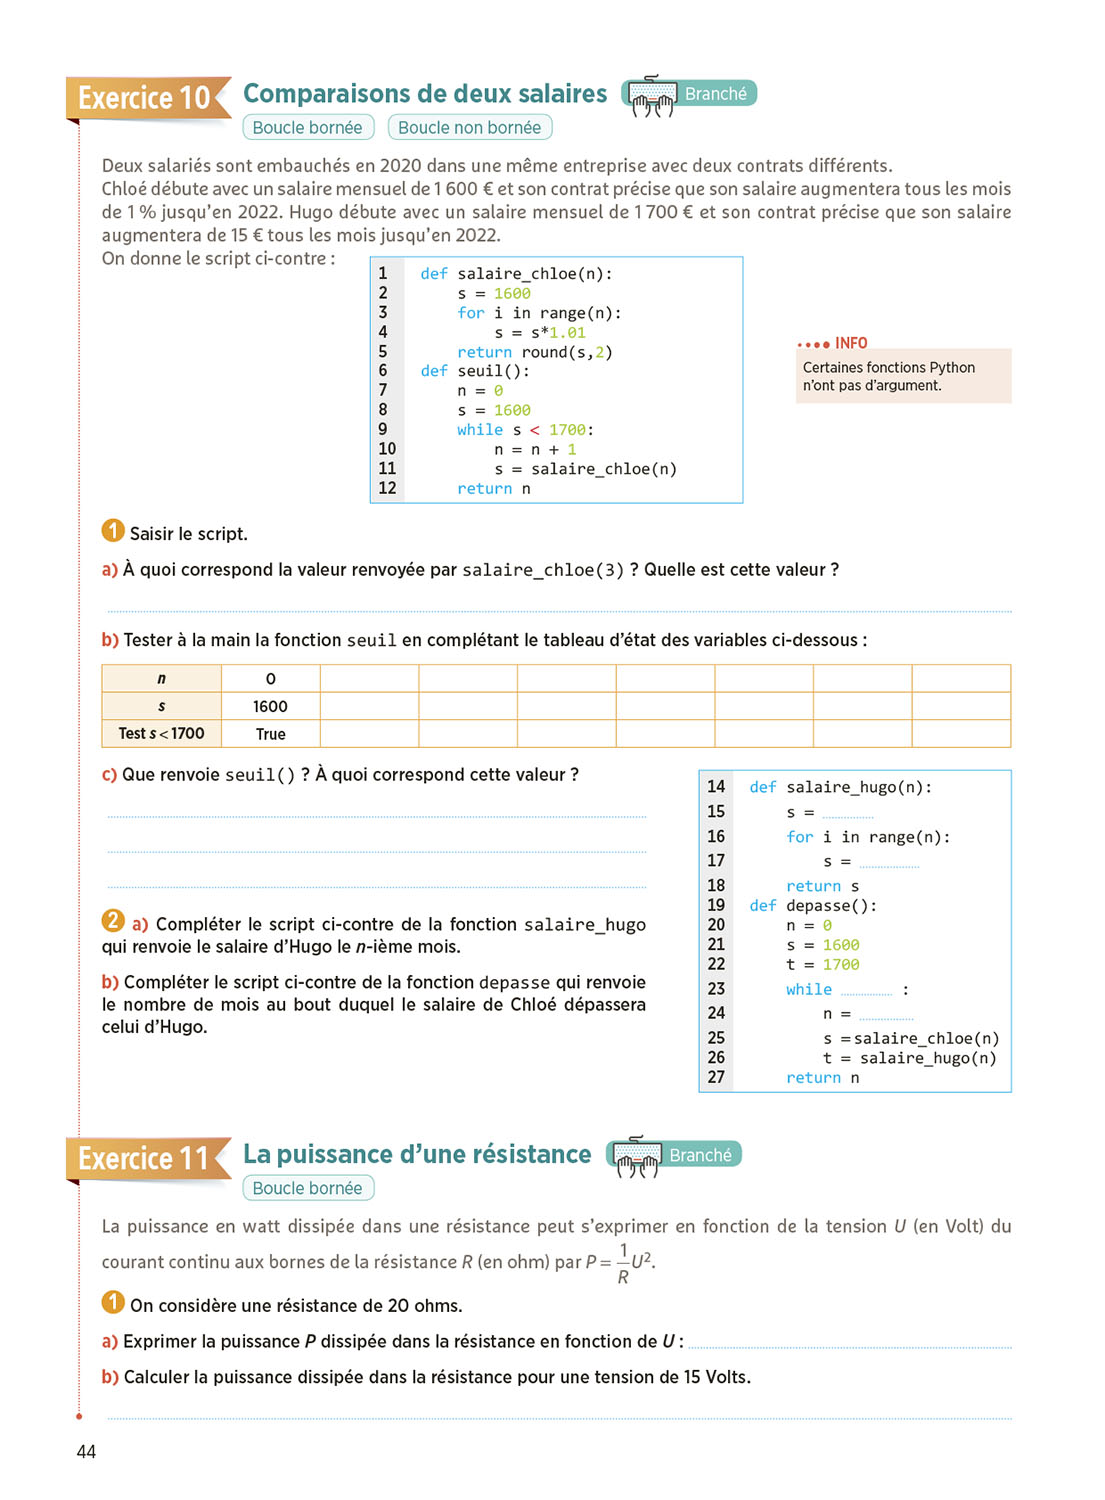 Exercice 10 Comparaisons de deux salaires Branché
Boucle bornée Boucle non bornée
Deux salariés sont embauchés en 2020 dans une même entreprise avec deux contrats différents.
Chloé débute avec un salaire mensuel de 1 600 € et son contrat précise que son salaire augmentera tous les mois
de 1 % jusqu'en 2022. Hugo débute avec un salaire mensuel de 1 700 € et son contrat précise que son salaire
augmentera de 15 € tous les mois jusqu'en 2022.
On donne le script ci-contre :
1 def salaire_chloe(n):
2 s = 1600
3 for i in range(n):
4 s = s*1.01
5 return round(s,2)
6 def seuil():
7 n = 0
8 s = 1600
9 while s < 1700:
10 n = n + 1
11 s = salaire_chloe(n)
12 return n
INFO
Certaines fonctions Python
n'ont pas d'argument.
1 Saisir le script.
a) À quoi correspond la valeur renvoyée par salaire_chloe(3) ? Quelle est cette valeur ?
b) Tester à la main la fonction seuil en complétant le tableau d'état des variables ci-dessous :
n 0
s 1600
Test s < 1700 True
c) Que renvoie seuil() ? À quoi correspond cette valeur ?
2 a) Compléter le script ci-contre de la fonction salaire_hugo
qui renvoie le salaire d'Hugo le n-ième mois.
b) Compléter le script ci-contre de la fonction depasse qui renvoie
le nombre de mois au bout duquel le salaire de Chloé dépassera
celui d'Hugo.
14 def salaire_hugo(n):
15 s = ..............
16 for i in range(n):
17 s = ..............
18 return s
19 def depasse():
20 n = 0
21 s = 1600
22 t = 1700
23 while .............. :
24 n = ..............
25 s =salaire_chloe(n)
26 t = salaire_hugo(n)
27 return n
Exercice 11 La puissance d'une résistance Branché
Boucle bornée
La puissance en watt dissipée dans une résistance peut s'exprimer en fonction de la tension U (en Volt) du
courant continu aux bornes de la résistance R (en ohm) par P = 1/R U².
1 On considère une résistance de 20 ohms.
a) Exprimer la puissance P dissipée dans la résistance en fonction de U :
b) Calculer la puissance dissipée dans la résistance pour une tension de 15 Volts.
44